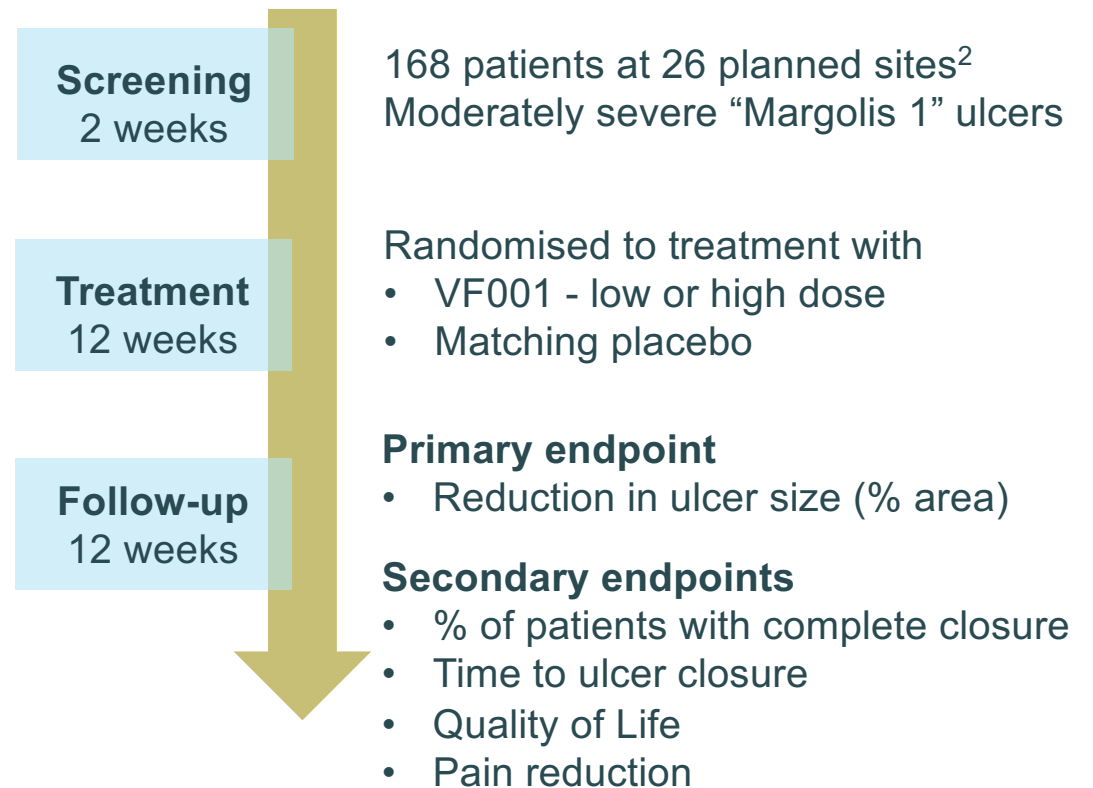 Screening
2 weeks
168 patients at 26 planned sites²
Moderately severe “Margolis 1” ulcers
Treatment
12 weeks
Randomised to treatment with
• VF001 - low or high dose
• Matching placebo
Follow-up
12 weeks
Primary endpoint
• Reduction in ulcer size (% area)
Secondary endpoints
• % of patients with complete closure
• Time to ulcer closure
• Quality of Life
• Pain reduction